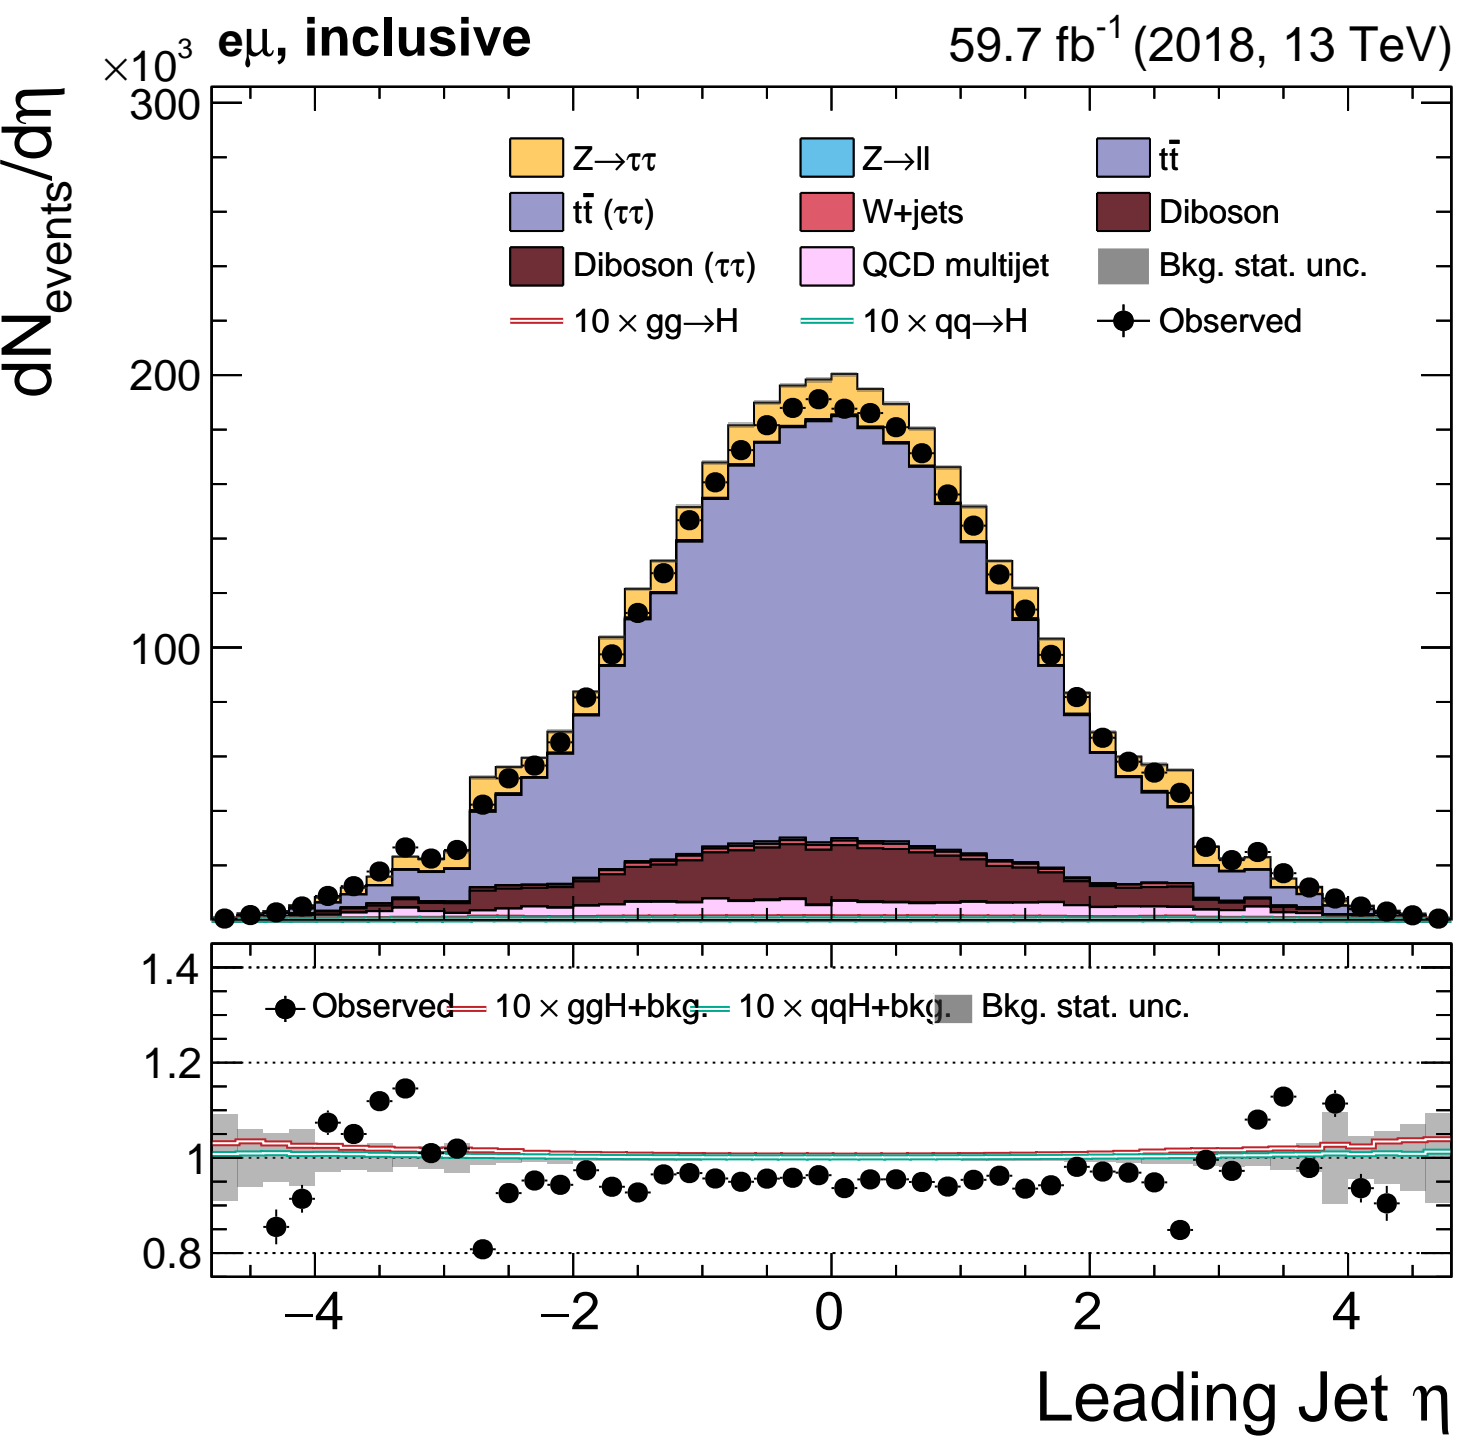 eμ, inclusive 59.7 fb⁻¹ (2018, 13 TeV)
×10³
dN_events/dη
300
200
100
Z→ττ Z→ll tt̄
tt̄ (ττ) W+jets Diboson
Diboson (ττ) QCD multijet Bkg. stat. unc.
10 × gg→H 10 × qq→H Observed
1.4
Observed 10 × ggH+bkg. 10 × qqH+bkg. Bkg. stat. unc.
1.2
1
0.8
−4 −2 0 2 4
Leading Jet η